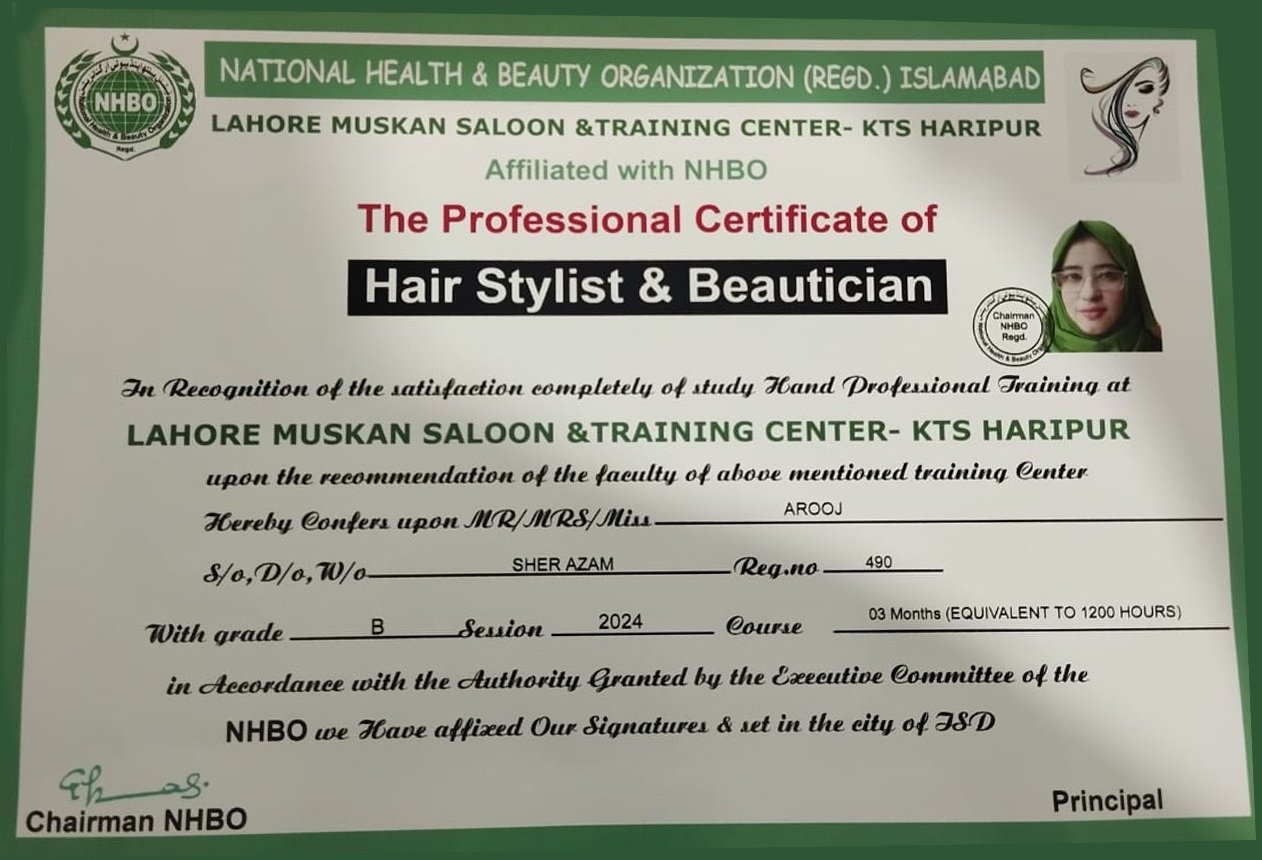 NHBO
National Health & Beauty Organization
Regd.
NATIONAL HEALTH & BEAUTY ORGANIZATION (REGD.) ISLAMABAD
LAHORE MUSKAN SALOON &TRAINING CENTER- KTS HARIPUR
Affiliated with NHBO
The Professional Certificate of
Hair Stylist & Beautician
Chairman
NHBO
Regd.
In Recognition of the satisfaction completely of study Hand Professional Training at
LAHORE MUSKAN SALOON &TRAINING CENTER- KTS HARIPUR
upon the recommendation of the faculty of above mentioned training Center
Hereby Confers upon MR/MRS/Miss AROOJ
S/o,D/o,W/o SHER AZAM Reg.no 490
With grade B Session 2024 Course 03 Months (EQUIVALENT TO 1200 HOURS)
in Accordance with the Authority Granted by the Executive Committee of the
NHBO we Have affixed Our Signatures & set in the city of ISD
Chairman NHBO
Principal